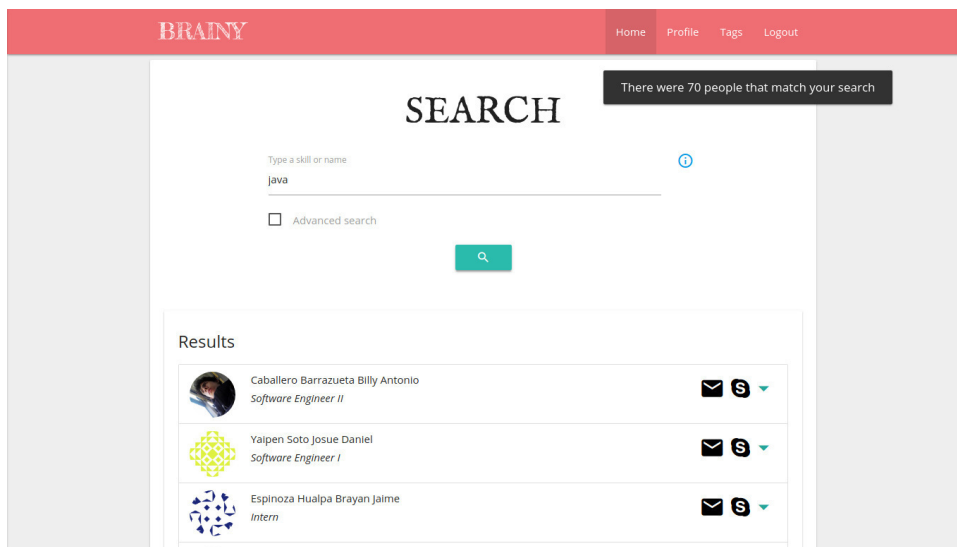 BRAINY
Home Profile Tags Logout
There were 70 people that match your search
SEARCH
Type a skill or name
java
Advanced search
Results
Caballero Barrazueta Billy Antonio
Software Engineer II
Yaipen Soto Josue Daniel
Software Engineer I
Espinoza Hualpa Brayan Jaime
Intern